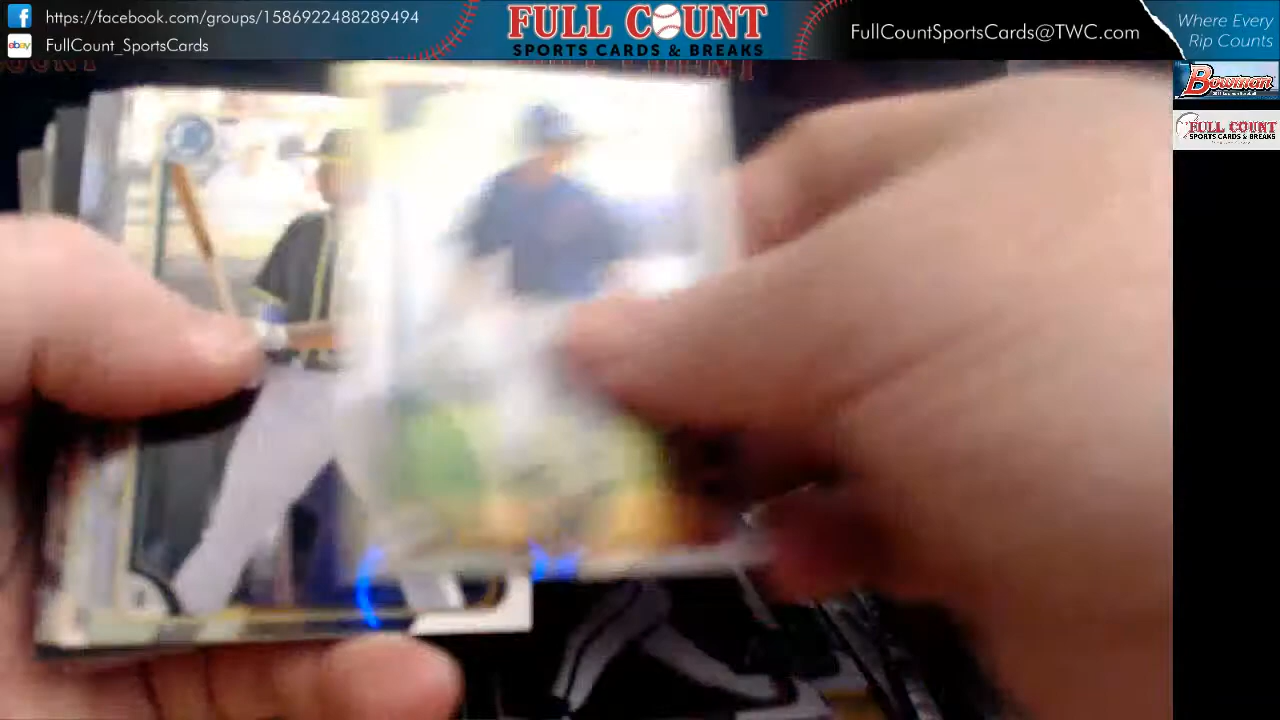 https://facebook.com/groups/1586922488289494
FullCount_SportsCards
FULL COUNT
SPORTS CARDS & BREAKS
FullCountSportsCards@TWC.com
Where Every
Rip Counts
Bowman
FULL COUNT
SPORTS CARDS & BREAKS